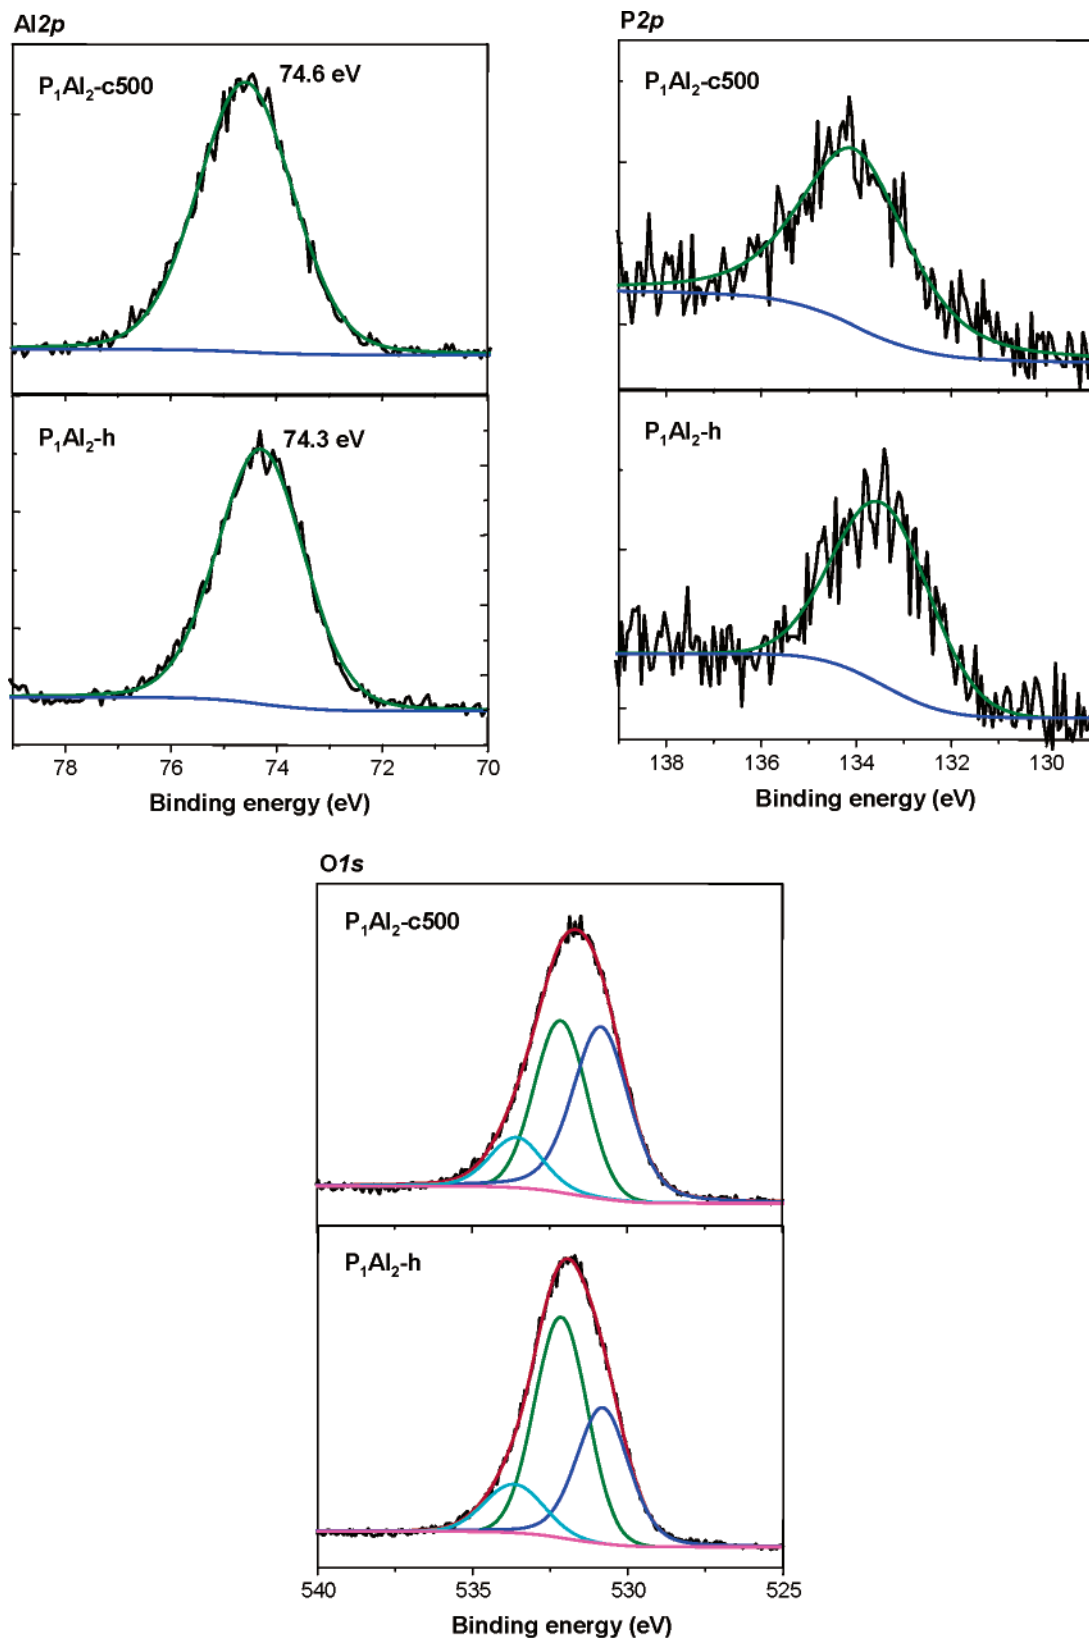 Al2p
P₁Al₂-c500
74.6 eV
P₁Al₂-h
74.3 eV
78 76 74 72 70
Binding energy (eV)
P2p
P₁Al₂-c500
P₁Al₂-h
138 136 134 132 130
Binding energy (eV)
O1s
P₁Al₂-c500
P₁Al₂-h
540 535 530 525
Binding energy (eV)